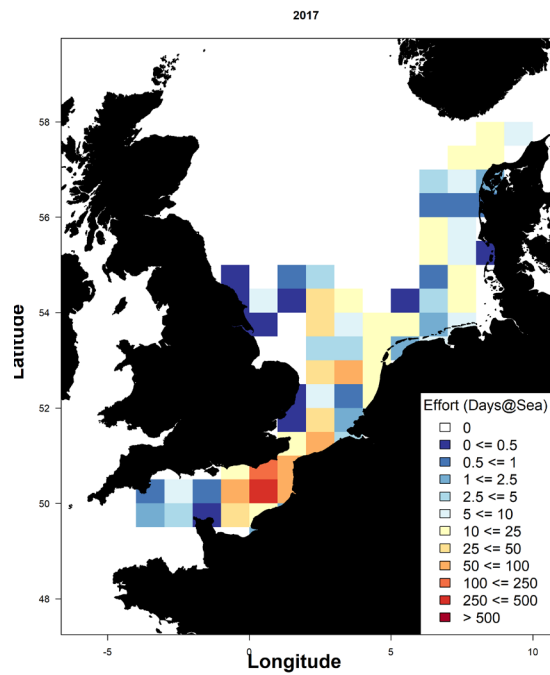 2017
58
56
54
52
50
48
Latitude
Effort (Days@Sea)
0
0 <= 0.5
0.5 <= 1
1 <= 2.5
2.5 <= 5
5 <= 10
10 <= 25
25 <= 50
50 <= 100
100 <= 250
250 <= 500
> 500
-5
0
5
10
Longitude